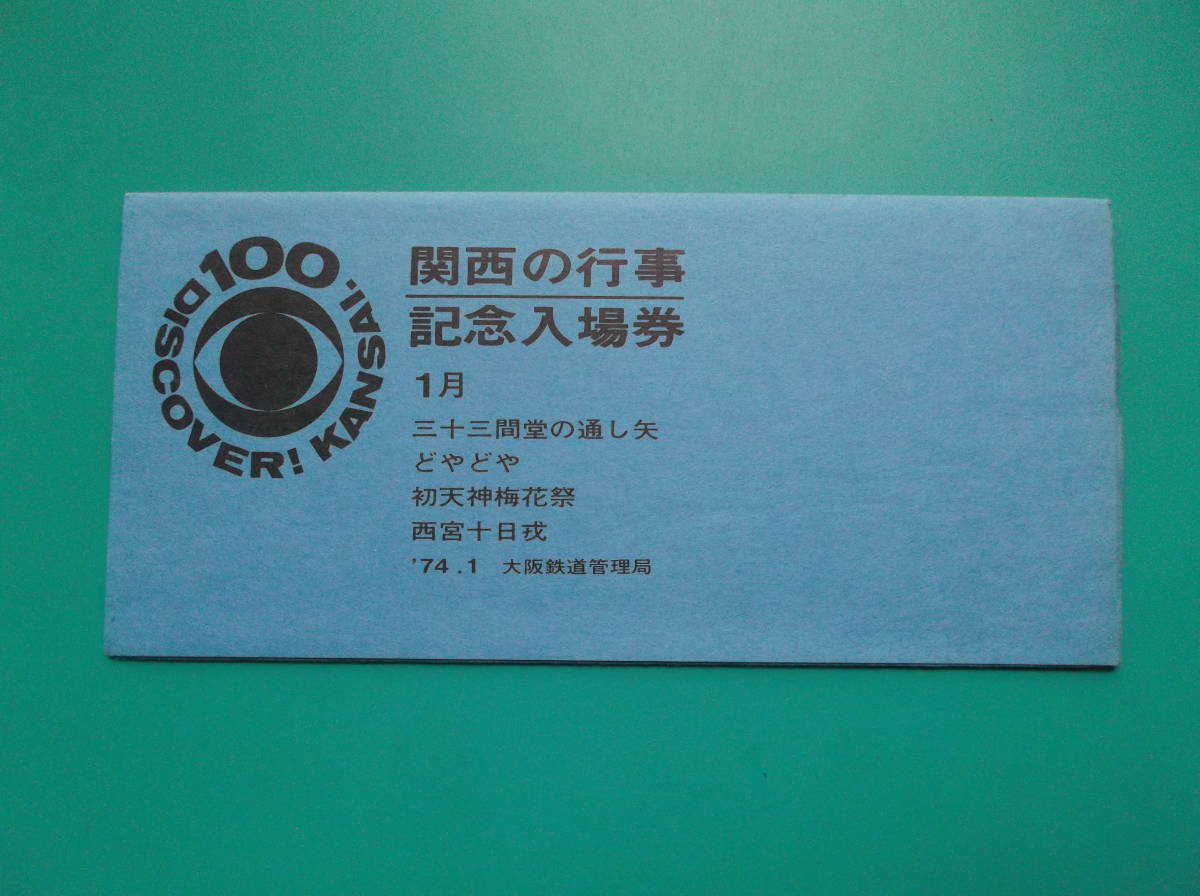 100 DISCOVER! KANSAI.
関西の行事
記念入場券
1月
三十三間堂の通し矢
どやどや
初天神梅花祭
西宮十日戎
'74.1 大阪鉄道管理局